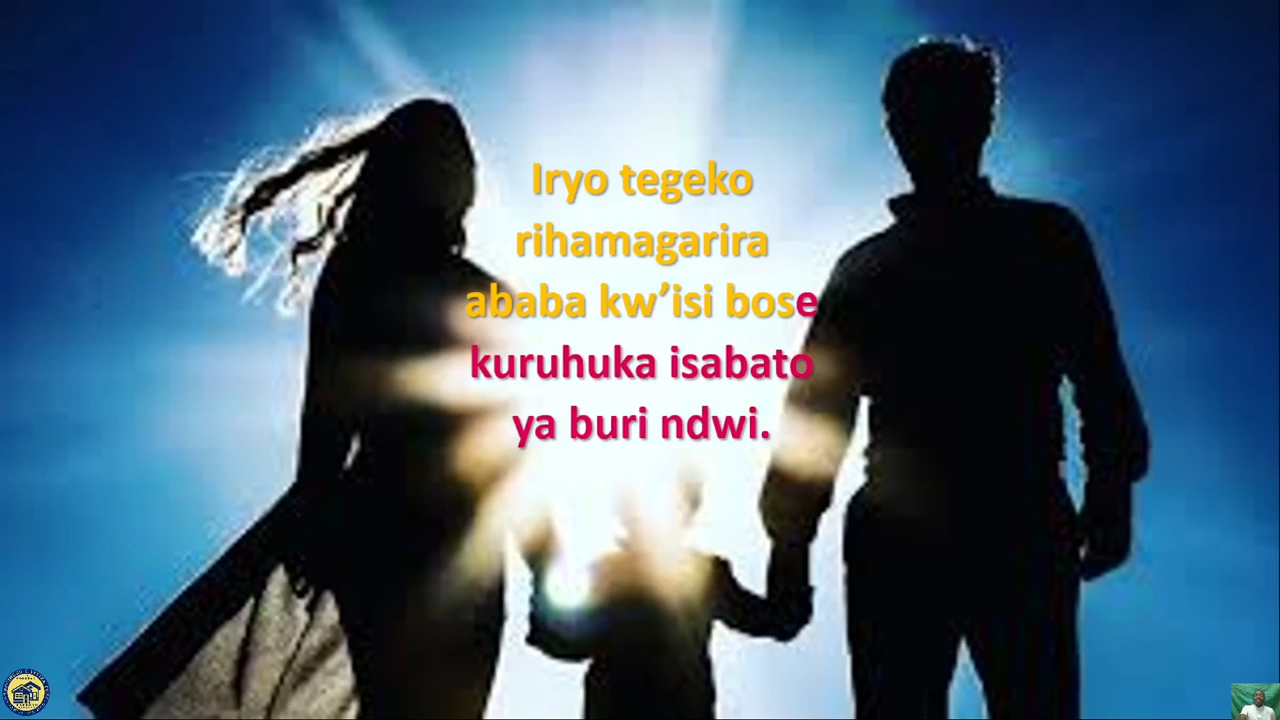 Iryo tegeko
rihamagarira
ababa kw’isi bose
kuruhuka isabato
ya buri ndwi.